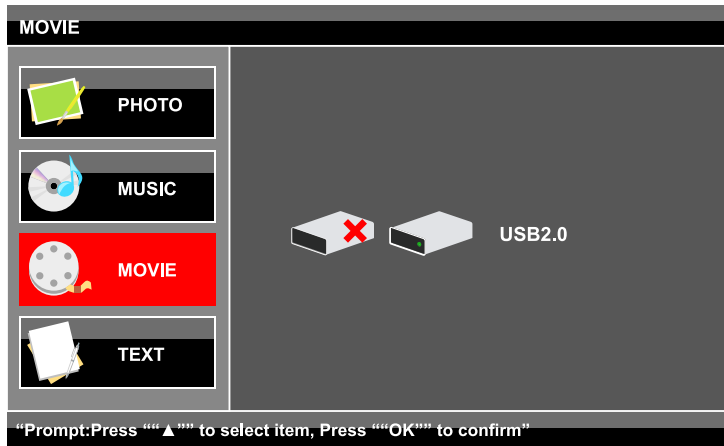 MOVIE
PHOTO
MUSIC
MOVIE
TEXT
USB2.0
“Prompt:Press ““▲”” to select item, Press ““OK”” to confirm”